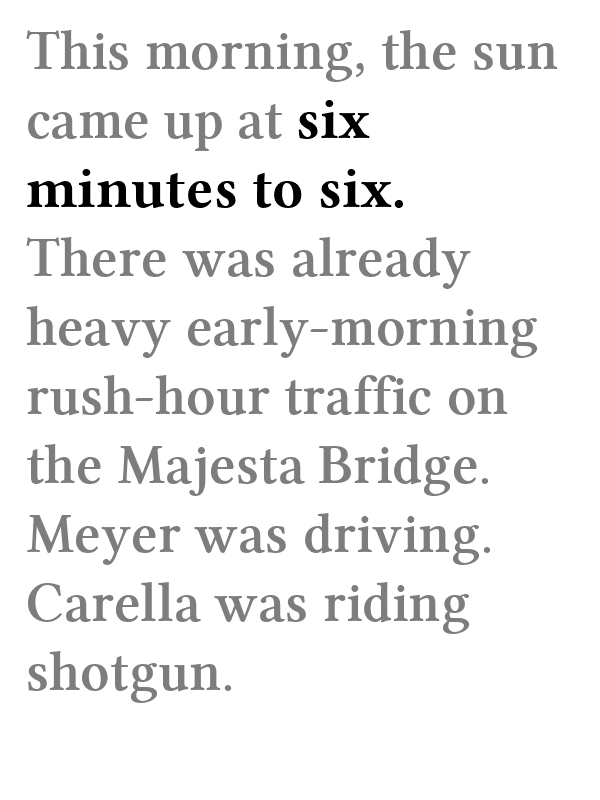 This morning, the sun
came up at six
minutes to six.
There was already
heavy early-morning
rush-hour traffic on
the Majesta Bridge.
Meyer was driving.
Carella was riding
shotgun.